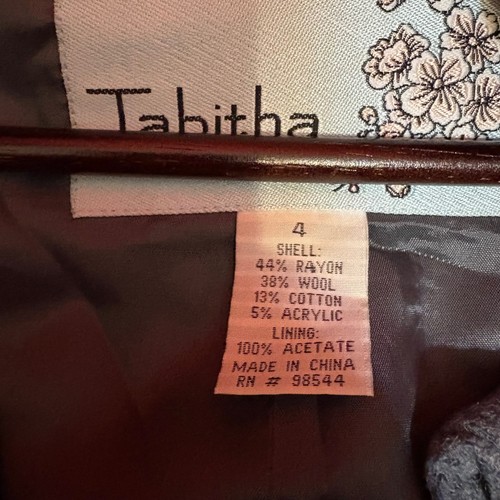 Tabitha
4
SHELL:
44% RAYON
38% WOOL
13% COTTON
5% ACRYLIC
LINING:
100% ACETATE
MADE IN CHINA
RN # 98544